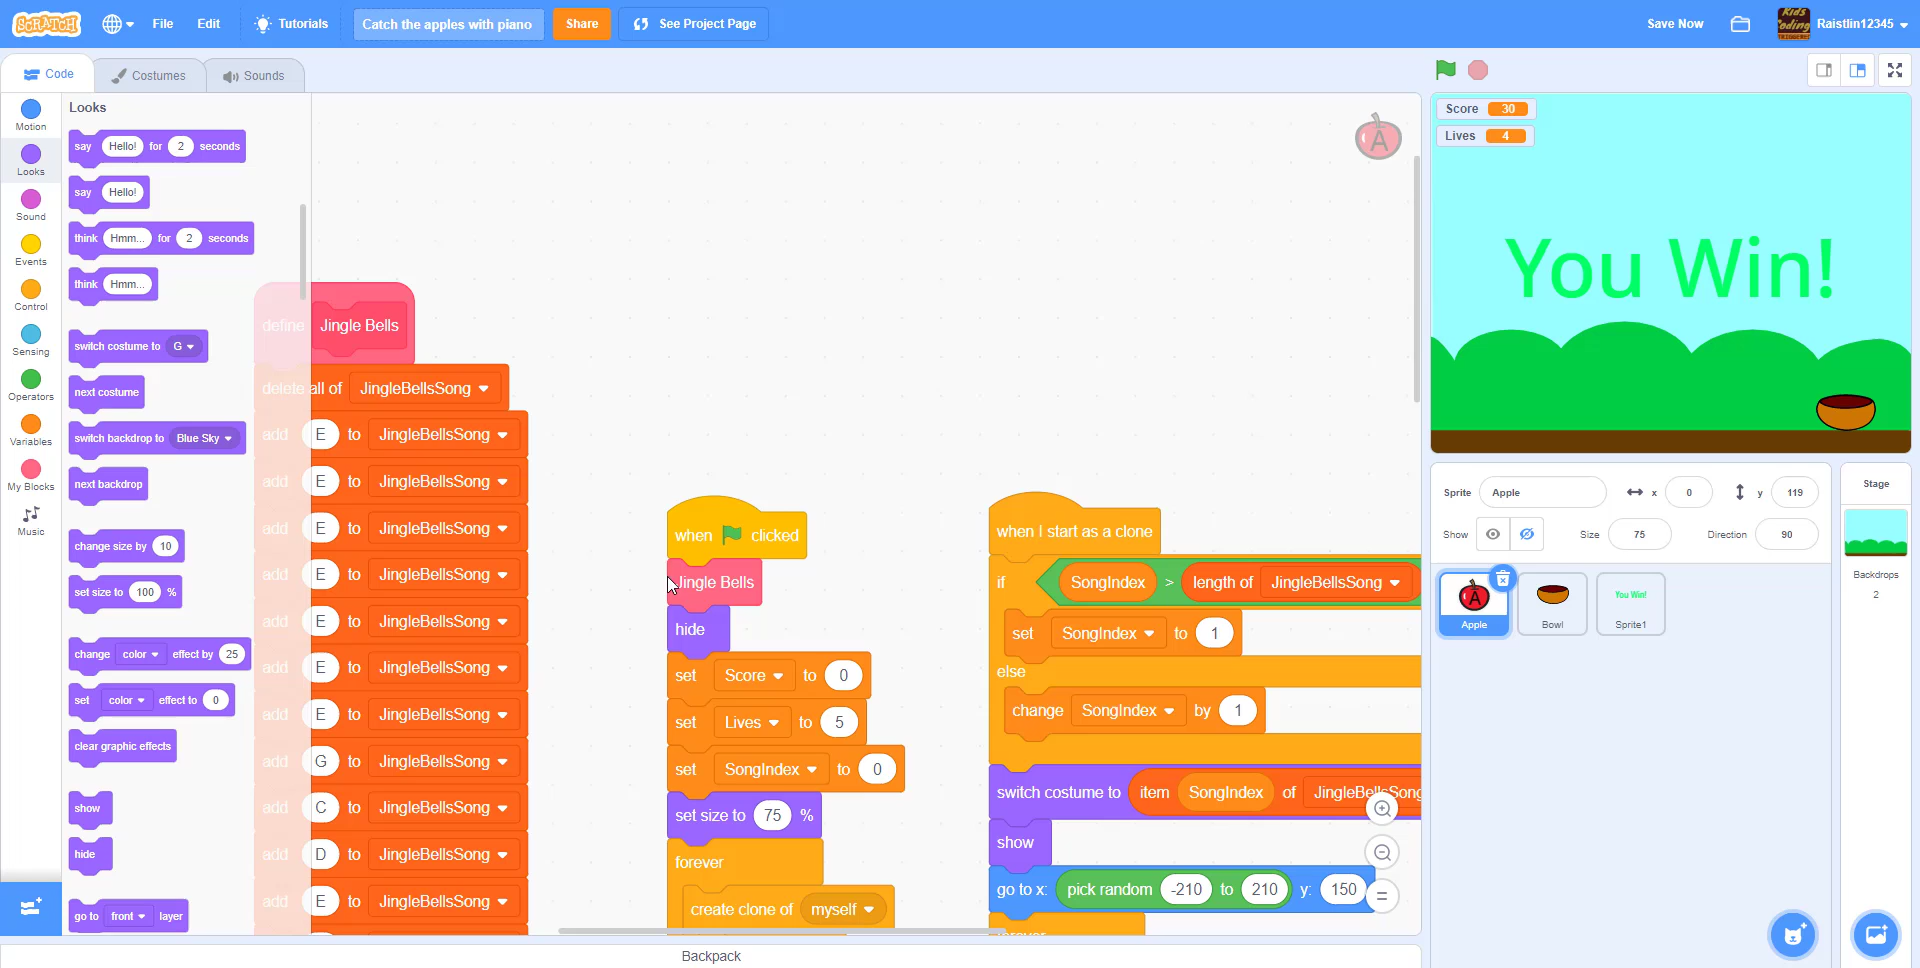 SCRATCH
File
Edit
Tutorials
Catch the apples with piano
Share
See Project Page
Save Now
Raistlin12345
Code
Costumes
Sounds
Motion
Looks
Sound
Events
Control
Sensing
Operators
Variables
My Blocks
Music
Looks
say Hello! for 2 seconds
say Hello!
think Hmm... for 2 seconds
think Hmm...
switch costume to G
next costume
switch backdrop to Blue Sky
next backdrop
change size by 10
set size to 100 %
change color effect by 25
set color effect to 0
clear graphic effects
show
hide
go to front layer
define Jingle Bells
delete all of JingleBellsSong
add E to JingleBellsSong
add E to JingleBellsSong
add E to JingleBellsSong
add E to JingleBellsSong
add E to JingleBellsSong
add E to JingleBellsSong
add E to JingleBellsSong
add G to JingleBellsSong
add C to JingleBellsSong
add D to JingleBellsSong
add E to JingleBellsSong
when clicked
Jingle Bells
hide
set Score to 0
set Lives to 5
set SongIndex to 0
set size to 75 %
forever
create clone of myself
when I start as a clone
if SongIndex > length of JingleBellsSong
set SongIndex to 1
else
change SongIndex by 1
switch costume to item SongIndex of JingleBellsSong
show
go to x: pick random -210 to 210 y: 150
forever
A
Backpack
Score 30
Lives 4
You Win!
Sprite Apple x 0 y 119
Show Size 75 Direction 90
A
Apple
Bowl
You Win!
Sprite1
Stage
Backdrops
2